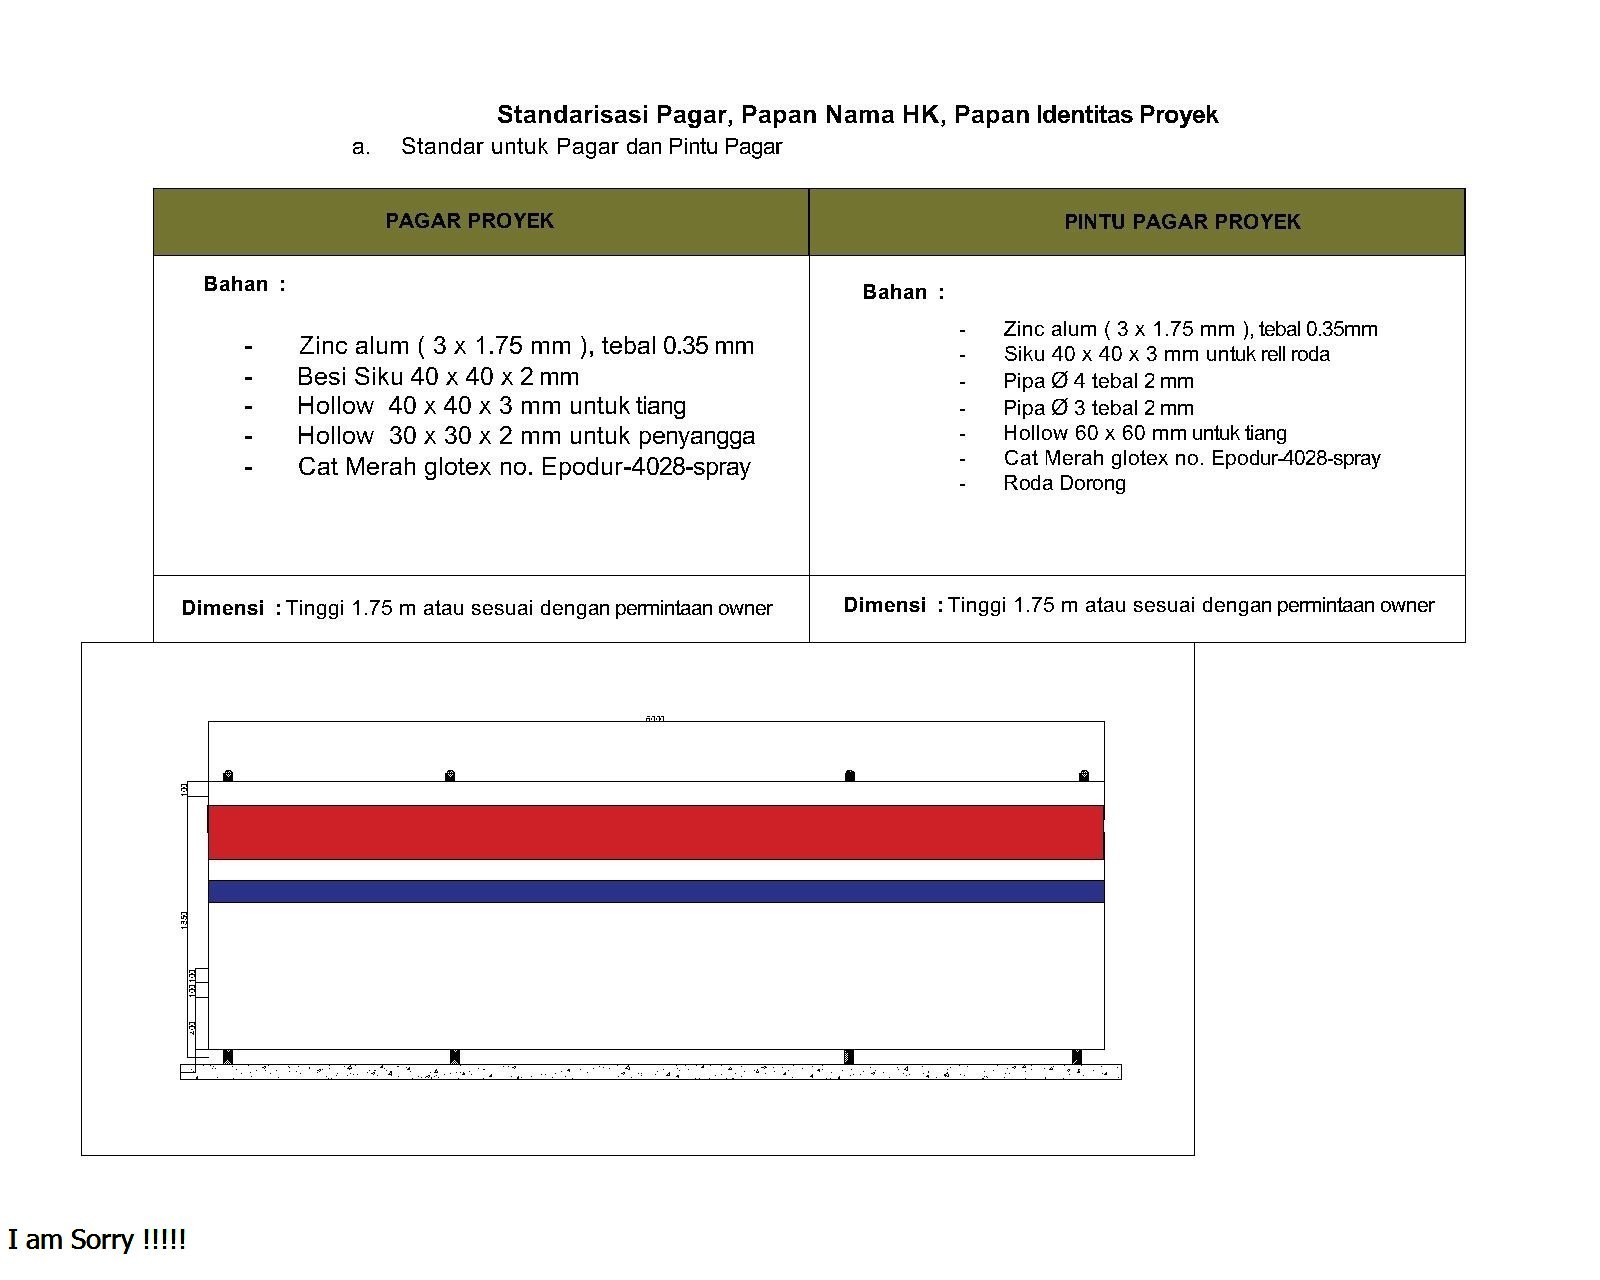 Standarisasi Pagar, Papan Nama HK, Papan Identitas Proyek
a. Standar untuk Pagar dan Pintu Pagar
PAGAR PROYEK
Bahan :
- Zinc alum ( 3 x 1.75 mm ), tebal 0.35 mm
- Besi Siku 40 x 40 x 2 mm
- Hollow 40 x 40 x 3 mm untuk tiang
- Hollow 30 x 30 x 2 mm untuk penyangga
- Cat Merah glotex no. Epodur-4028-spray
Dimensi : Tinggi 1.75 m atau sesuai dengan permintaan owner
PINTU PAGAR PROYEK
Bahan :
- Zinc alum ( 3 x 1.75 mm ), tebal 0.35mm
- Siku 40 x 40 x 3 mm untuk rell roda
- Pipa Ø 4 tebal 2 mm
- Pipa Ø 3 tebal 2 mm
- Hollow 60 x 60 mm untuk tiang
- Cat Merah glotex no. Epodur-4028-spray
- Roda Dorong
Dimensi : Tinggi 1.75 m atau sesuai dengan permintaan owner
100
100
100
I am Sorry !!!!!